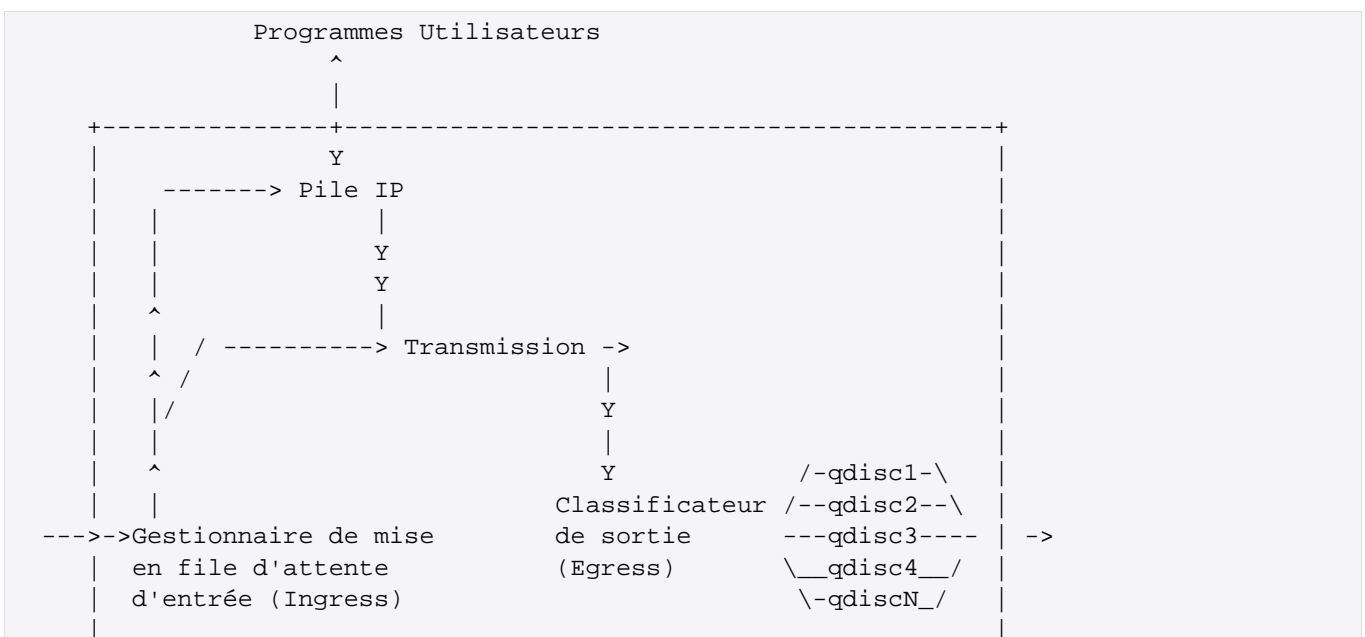 Programmes Utilisateurs
^
|
+---------------+-------------------------------------------+
| Y |
| -------> Pile IP |
| | | |
| | Y |
| | Y |
| ^ | |
| | / ----------> Transmission -> |
| ^ / | |
| |/ Y |
| | | |
| ^ Y /-qdisc1-\ |
| | Classificateur /--qdisc2--\ |
--->->Gestionnaire de mise de sortie ---qdisc3---- | ->
| en file d'attente (Egress) \__qdisc4__/ |
| d'entrée (Ingress) \-qdiscN_/ |
| |